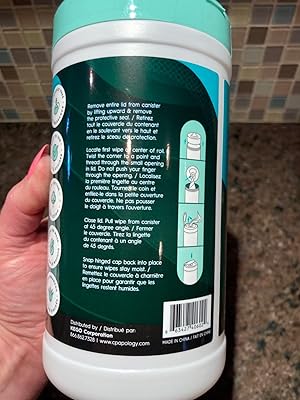 Remove entire lid from canister
by lifting upward & remove
the protective seal. / Retirez
tout le couvercle du contenant
en le soulevant vers le haut et
retirez le sceau de protection.
Locate first wipe at center of roll.
Twist the corner to a point and
thread through the small opening
in lid. Do not push your finger
through the opening / Localisez
la première lingette au centre
du rouleau. Tournez le coin et
enfilez-le dans la petite ouverture
du couvercle. Ne pas pousser
le doigt à travers l'ouverture.
Close lid. Pull wipe from canister
at 45 degree angle. / Fermer
le couvercle. Tirez la lingette
du contenant à un angle
de 45 degrés.
Snap hinged cap back into place
to ensure wipes stay moist. /
Remettez le couvercle à charnière
en place pour garantir que les
lingettes restent humides.
Distributed by / Distribué par:
KEGO Corporation
866.862.7328 | www.cpapology.com
MADE IN CHINA / FAIT EN CHINE